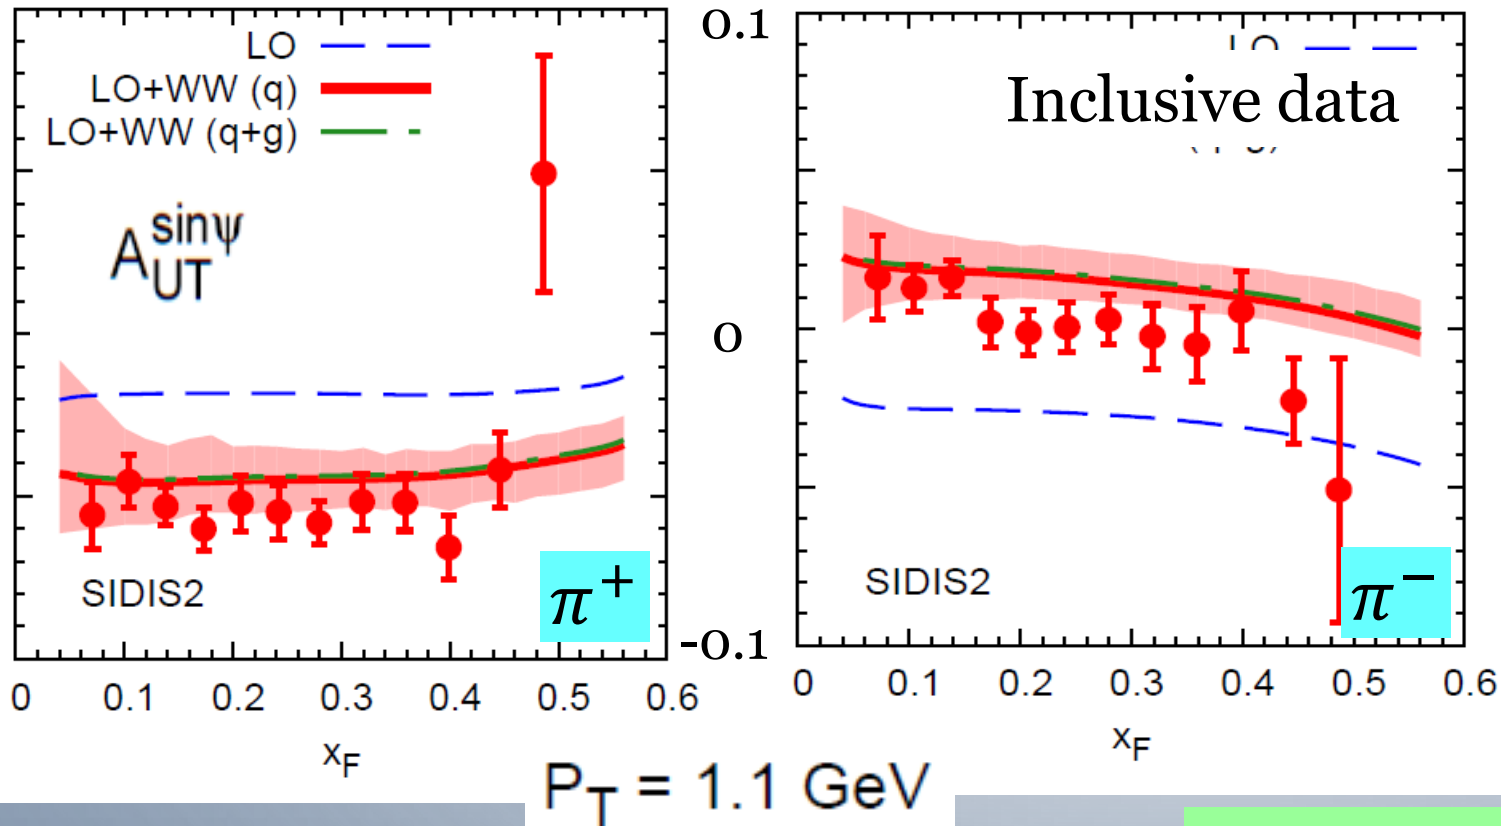 LO
LO+WW (q)
LO+WW (q+g)
A_UT^sinψ
SIDIS2
π⁺
0 0.1 0.2 0.3 0.4 0.5 0.6
x_F
0.1
0
-0.1
LO
Inclusive data
SIDIS2
π⁻
0 0.1 0.2 0.3 0.4 0.5 0.6
x_F
P_T = 1.1 GeV